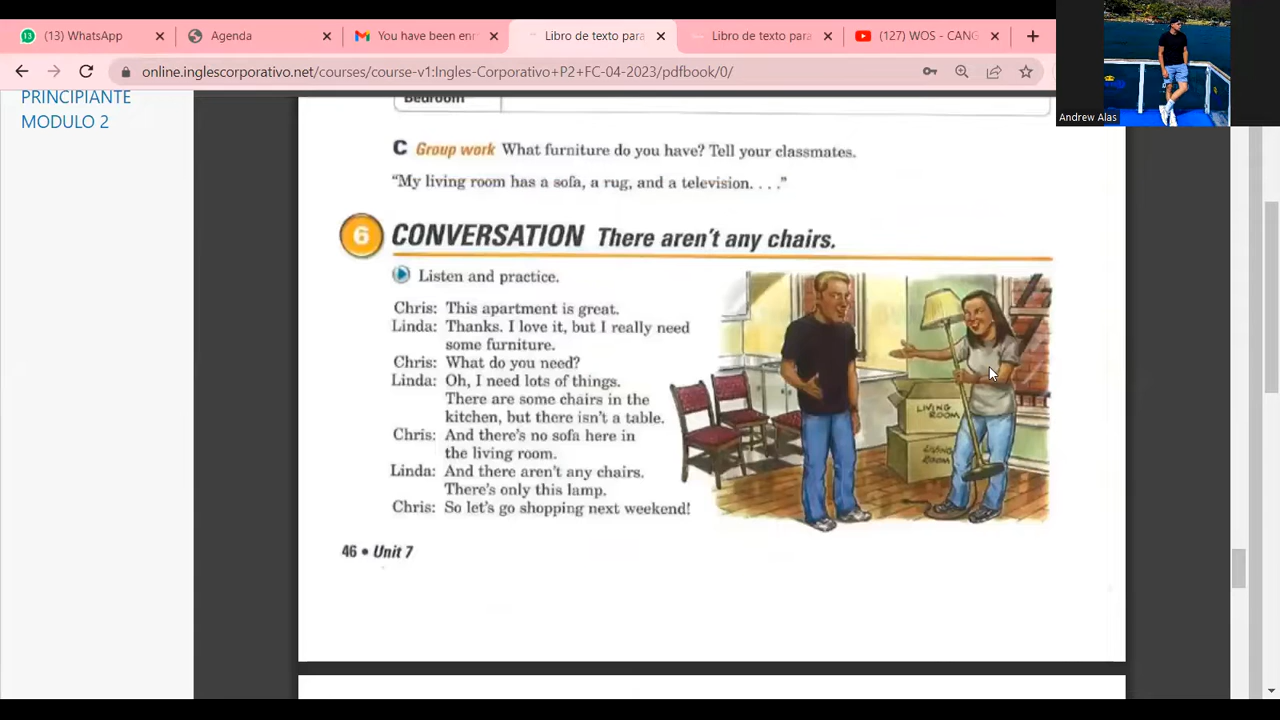 (13) WhatsApp
Agenda
You have been enr
Libro de texto para
Libro de texto para
(127) WOS - CANG
online.inglescorporativo.net/courses/course-v1:Ingles-Corporativo+P2+FC-04-2023/pdfbook/0/
Andrew Alas
PRINCIPIANTE
MODULO 2
Bedroom
C Group work What furniture do you have? Tell your classmates.
“My living room has a sofa, a rug, and a television. . . .”
6 CONVERSATION There aren't any chairs.
Listen and practice.
Chris: This apartment is great.
Linda: Thanks. I love it, but I really need
some furniture.
Chris: What do you need?
Linda: Oh, I need lots of things.
There are some chairs in the
kitchen, but there isn't a table.
Chris: And there's no sofa here in
the living room.
Linda: And there aren't any chairs.
There's only this lamp.
Chris: So let's go shopping next weekend!
LIVING
ROOM
LIVING
ROOM
46 • Unit 7